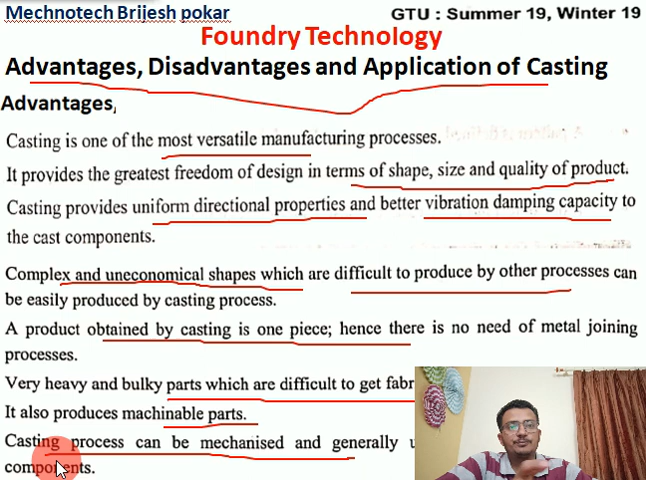 Mechnotech Brijesh pokar
GTU : Summer 19, Winter 19
Foundry Technology
Advantages, Disadvantages and Application of Casting
Advantages,
Casting is one of the most versatile manufacturing processes.
It provides the greatest freedom of design in terms of shape, size and quality of product.
Casting provides uniform directional properties and better vibration damping capacity to
the cast components.
Complex and uneconomical shapes which are difficult to produce by other processes can
be easily produced by casting process.
A product obtained by casting is one piece; hence there is no need of metal joining
processes.
Very heavy and bulky parts which are difficult to get fabr
It also produces machinable parts.
Casting process can be mechanised and generally u
components.